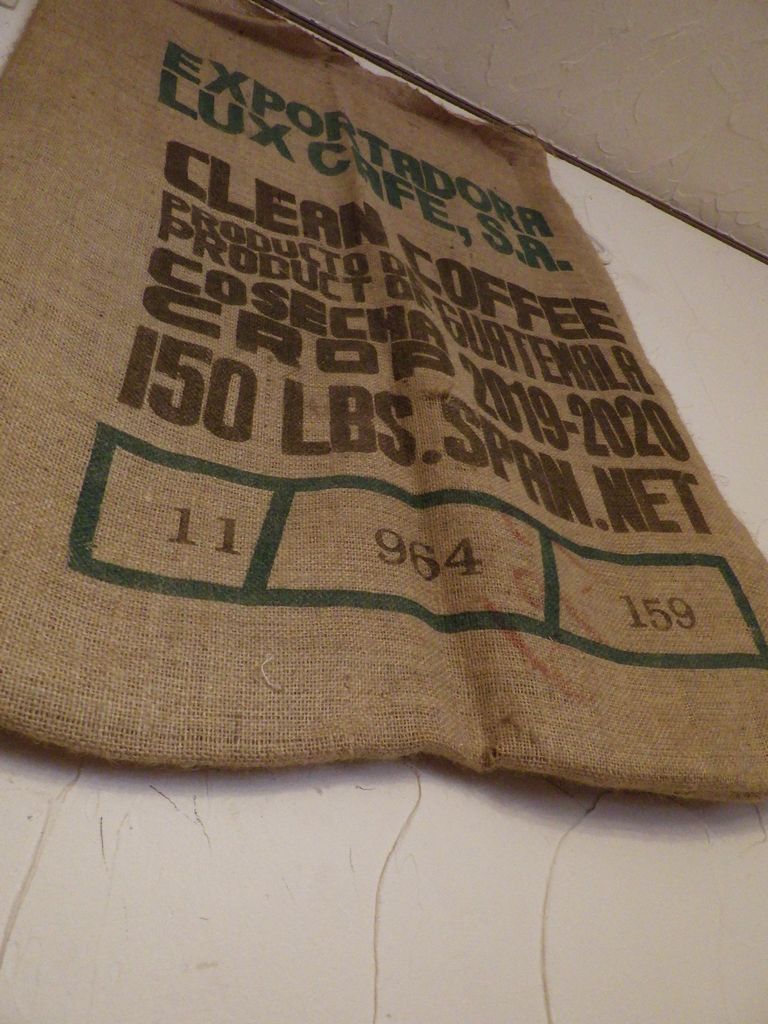 EXPORTADORA
LUX CAFE, S.A.
CLEAN COFFEE
PRODUCTO DE
PRODUCT OF GUATEMALA
COSECHA
CROP 2019-2020
150 LBS. SPAN. NET
11 964 159